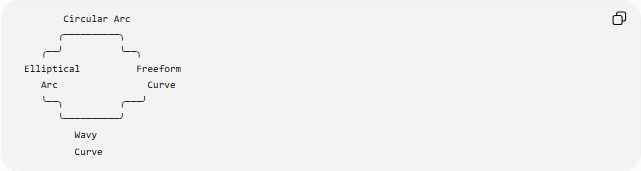 Circular Arc
Elliptical Freeform
Arc Curve
Wavy
Curve